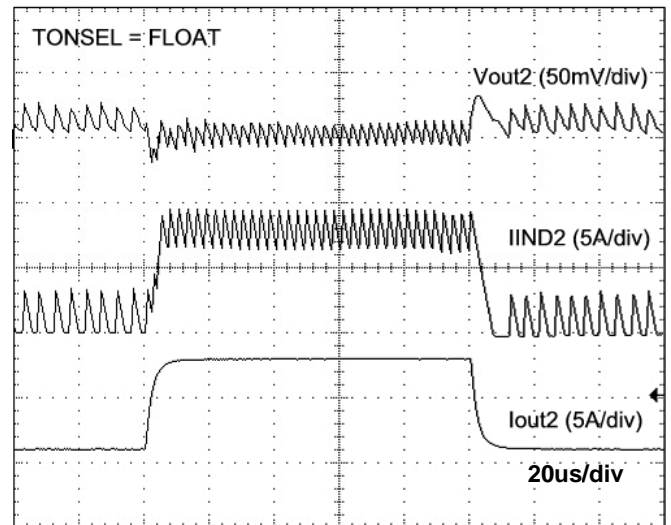 TONSEL = FLOAT
Vout2 (50mV/div)
IIND2 (5A/div)
Iout2 (5A/div)
20us/div